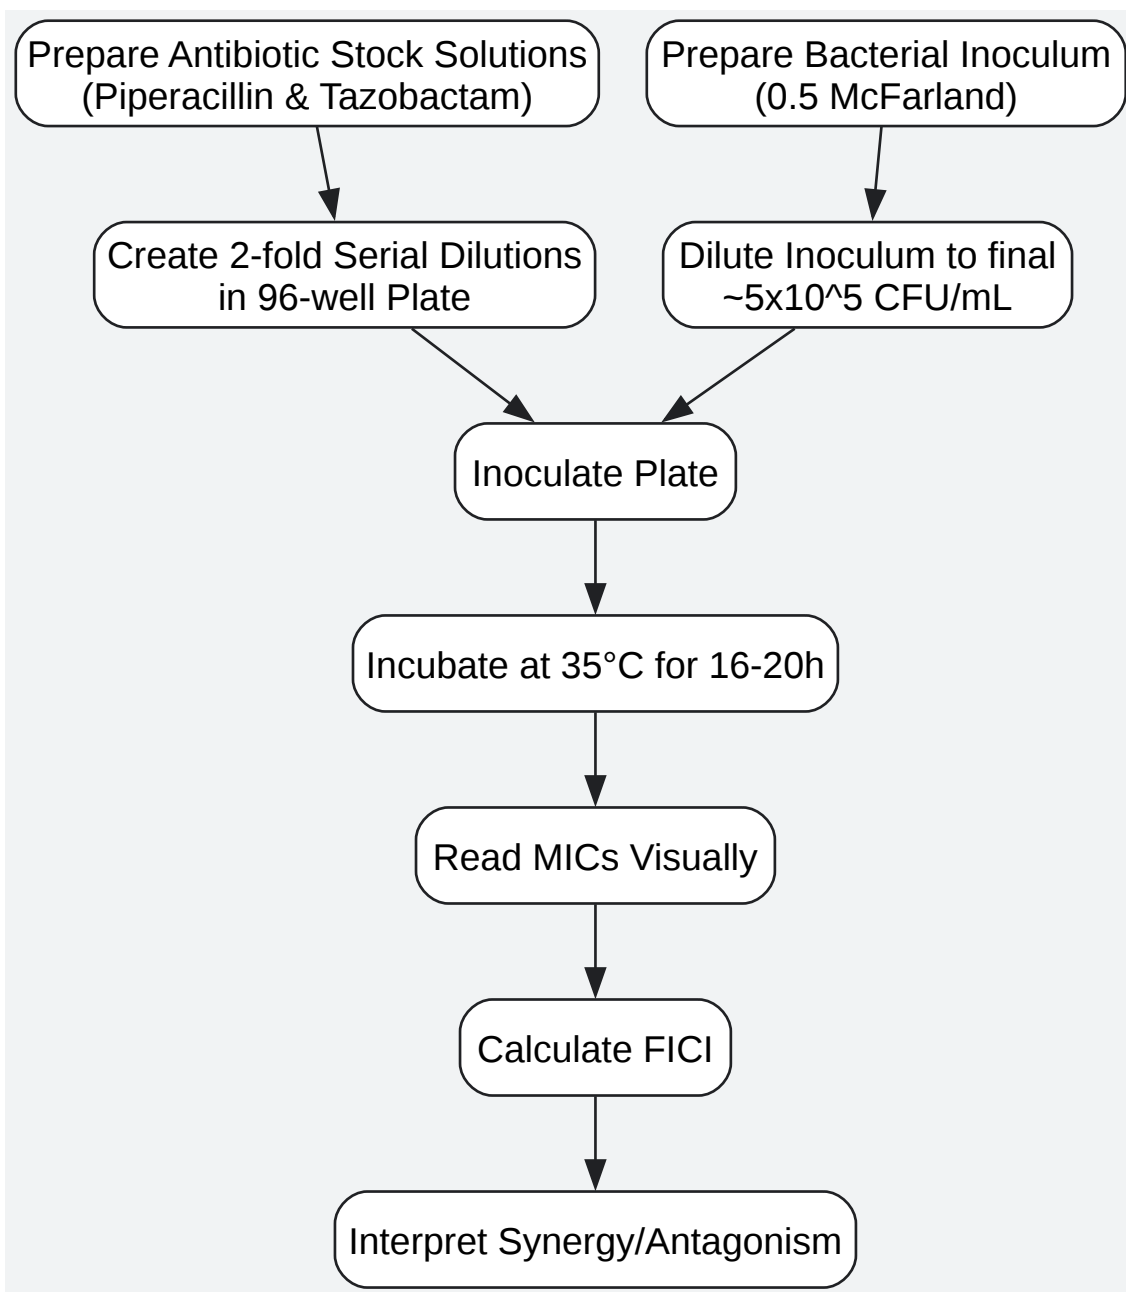 Prepare Antibiotic Stock Solutions
(Piperacillin & Tazobactam)
Prepare Bacterial Inoculum
(0.5 McFarland)
Create 2-fold Serial Dilutions
in 96-well Plate
Dilute Inoculum to final
~5x10^5 CFU/mL
Inoculate Plate
Incubate at 35°C for 16-20h
Read MICs Visually
Calculate FICI
Interpret Synergy/Antagonism